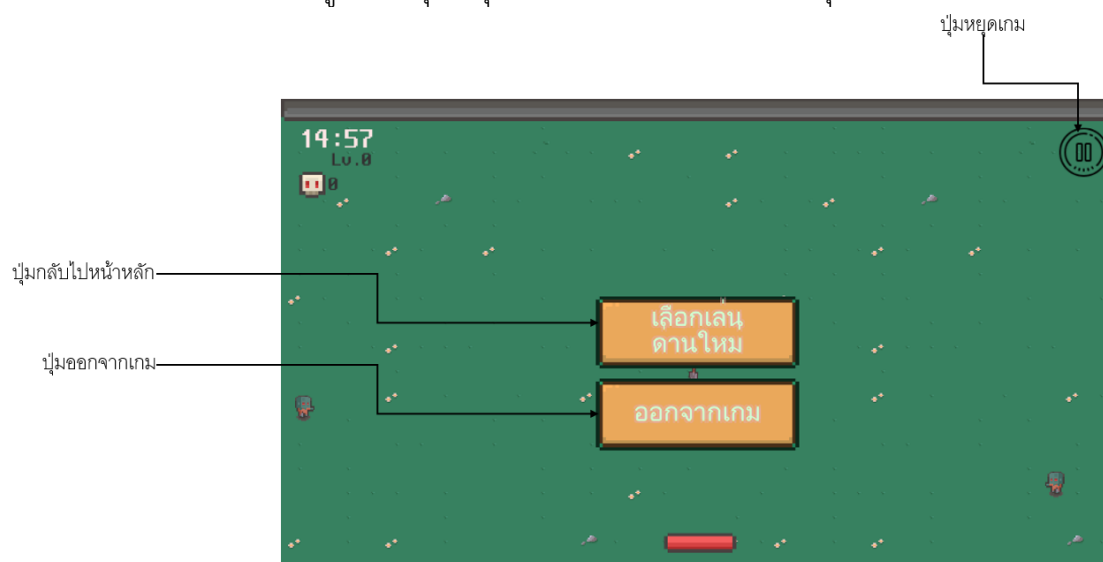 ปุ่มหยุดเกม
14:57
Lv.0
0
ปุ่มกลับไปหน้าหลัก
เลือกเลน
ด่านใหม
ปุ่มออกจากเกม
ออกจากเกม